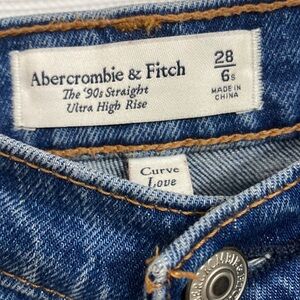 Abercrombie & Fitch
The '90s Straight
Ultra High Rise
28
6s
MADE IN
CHINA
Curve
Love